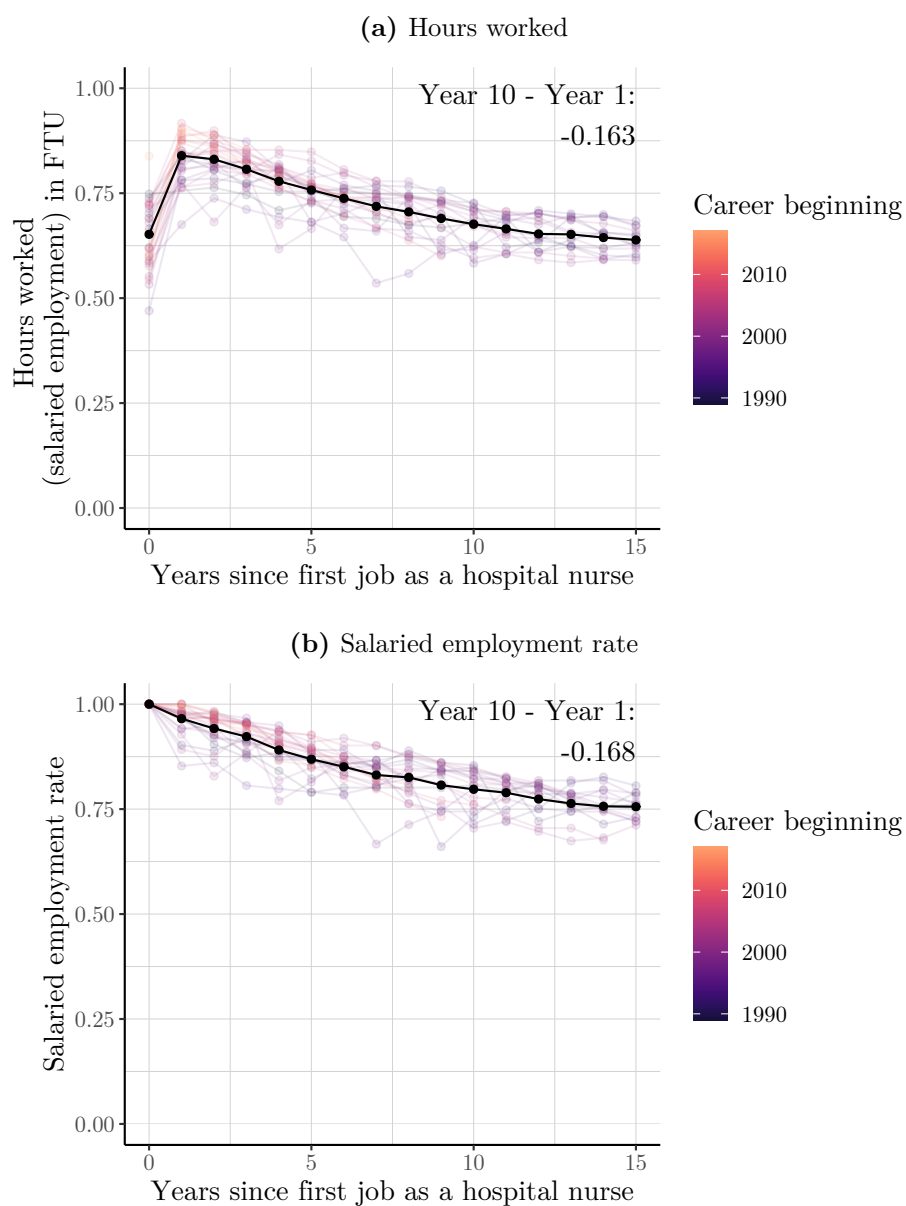 (a) Hours worked
Year 10 - Year 1:
-0.163
1.00
0.75
0.50
0.25
0.00
Hours worked
(salaried employment) in FTU
0
5
10
15
Years since first job as a hospital nurse
Career beginning
2010
2000
1990
(b) Salaried employment rate
Year 10 - Year 1:
-0.168
1.00
0.75
0.50
0.25
0.00
Salaried employment rate
0
5
10
15
Years since first job as a hospital nurse
Career beginning
2010
2000
1990